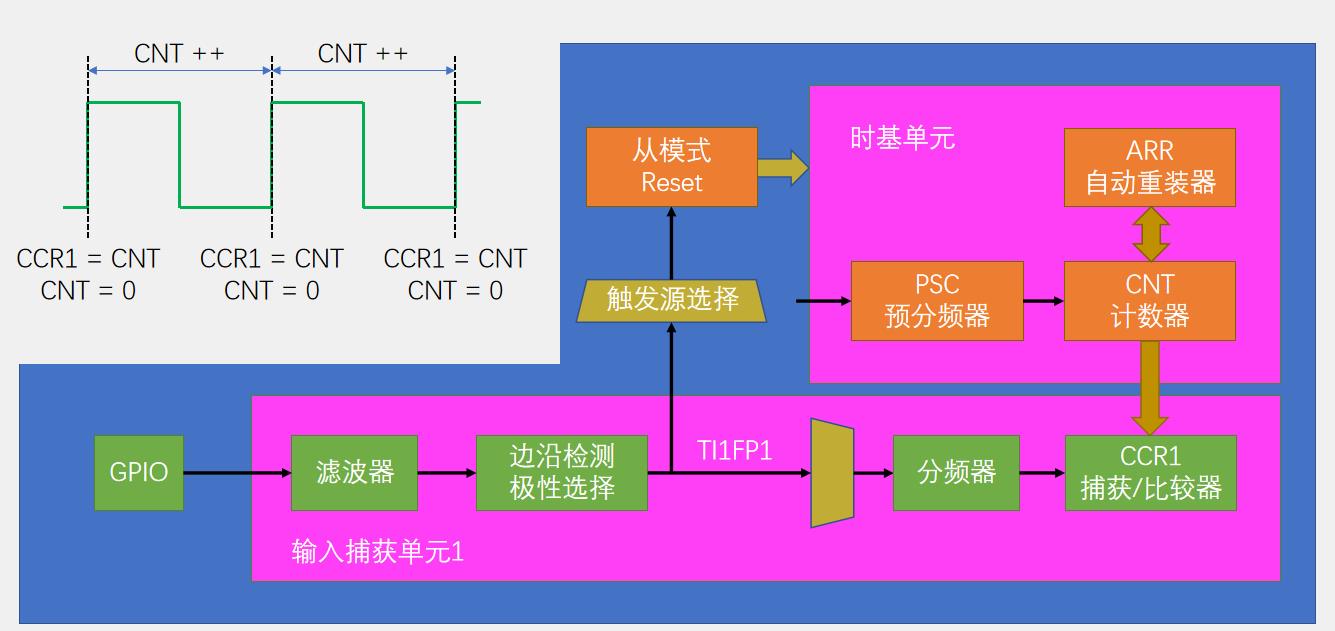 CNT ++
CNT ++
CCR1 = CNT
CNT = 0
CCR1 = CNT
CNT = 0
CCR1 = CNT
CNT = 0
从模式
Reset
时基单元
ARR
自动重装器
触发源选择
PSC
预分频器
CNT
计数器
GPIO
滤波器
边沿检测
极性选择
TI1FP1
分频器
CCR1
捕获/比较器
输入捕获单元1